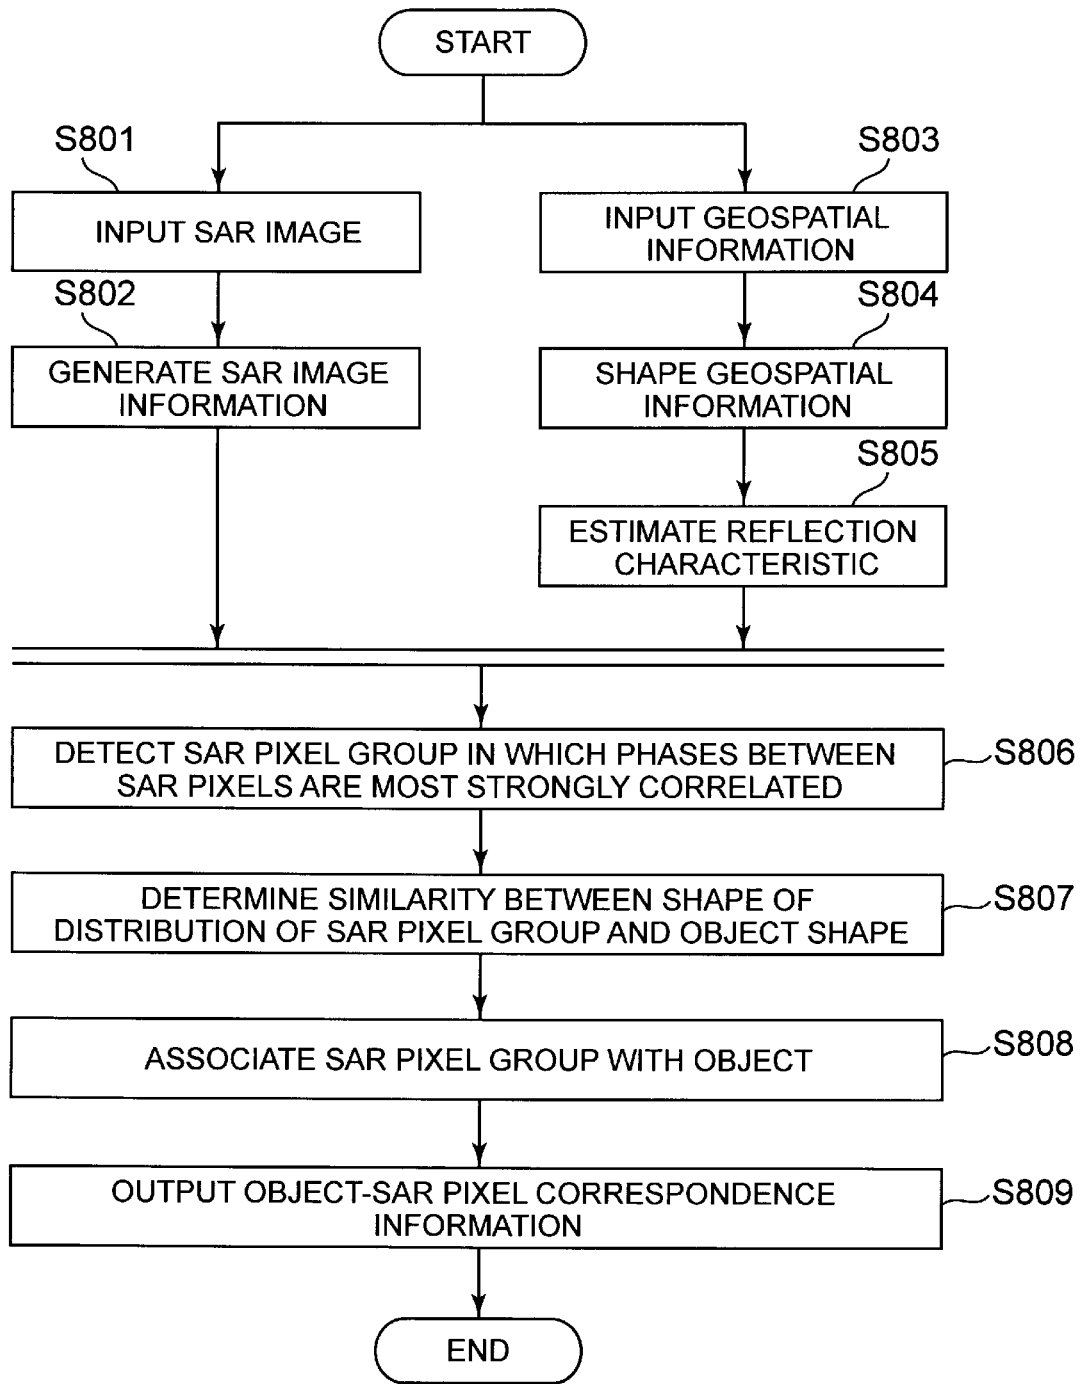 START
S801
INPUT SAR IMAGE
S802
GENERATE SAR IMAGE
INFORMATION
S803
INPUT GEOSPATIAL
INFORMATION
S804
SHAPE GEOSPATIAL
INFORMATION
S805
ESTIMATE REFLECTION
CHARACTERISTIC
DETECT SAR PIXEL GROUP IN WHICH PHASES BETWEEN
SAR PIXELS ARE MOST STRONGLY CORRELATED
S806
DETERMINE SIMILARITY BETWEEN SHAPE OF
DISTRIBUTION OF SAR PIXEL GROUP AND OBJECT SHAPE
S807
ASSOCIATE SAR PIXEL GROUP WITH OBJECT
S808
OUTPUT OBJECT-SAR PIXEL CORRESPONDENCE
INFORMATION
S809
END